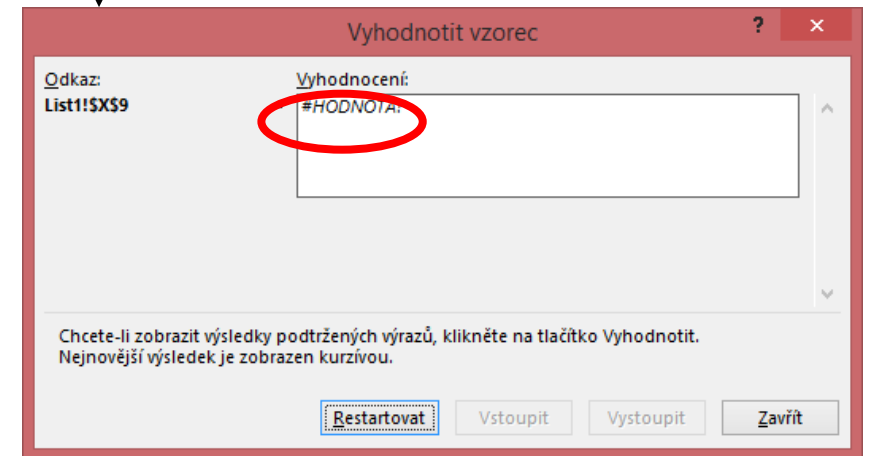 Vyhodnotit vzorec
?
×
Odkaz:
Vyhodnocení:
List1!$X$9
#HODNOTA!
Chcete-li zobrazit výsledky podtržených výrazů, klikněte na tlačítko Vyhodnotit.
Nejnovější výsledek je zobrazen kurzívou.
Restartovat
Vstoupit
Vystoupit
Zavřít